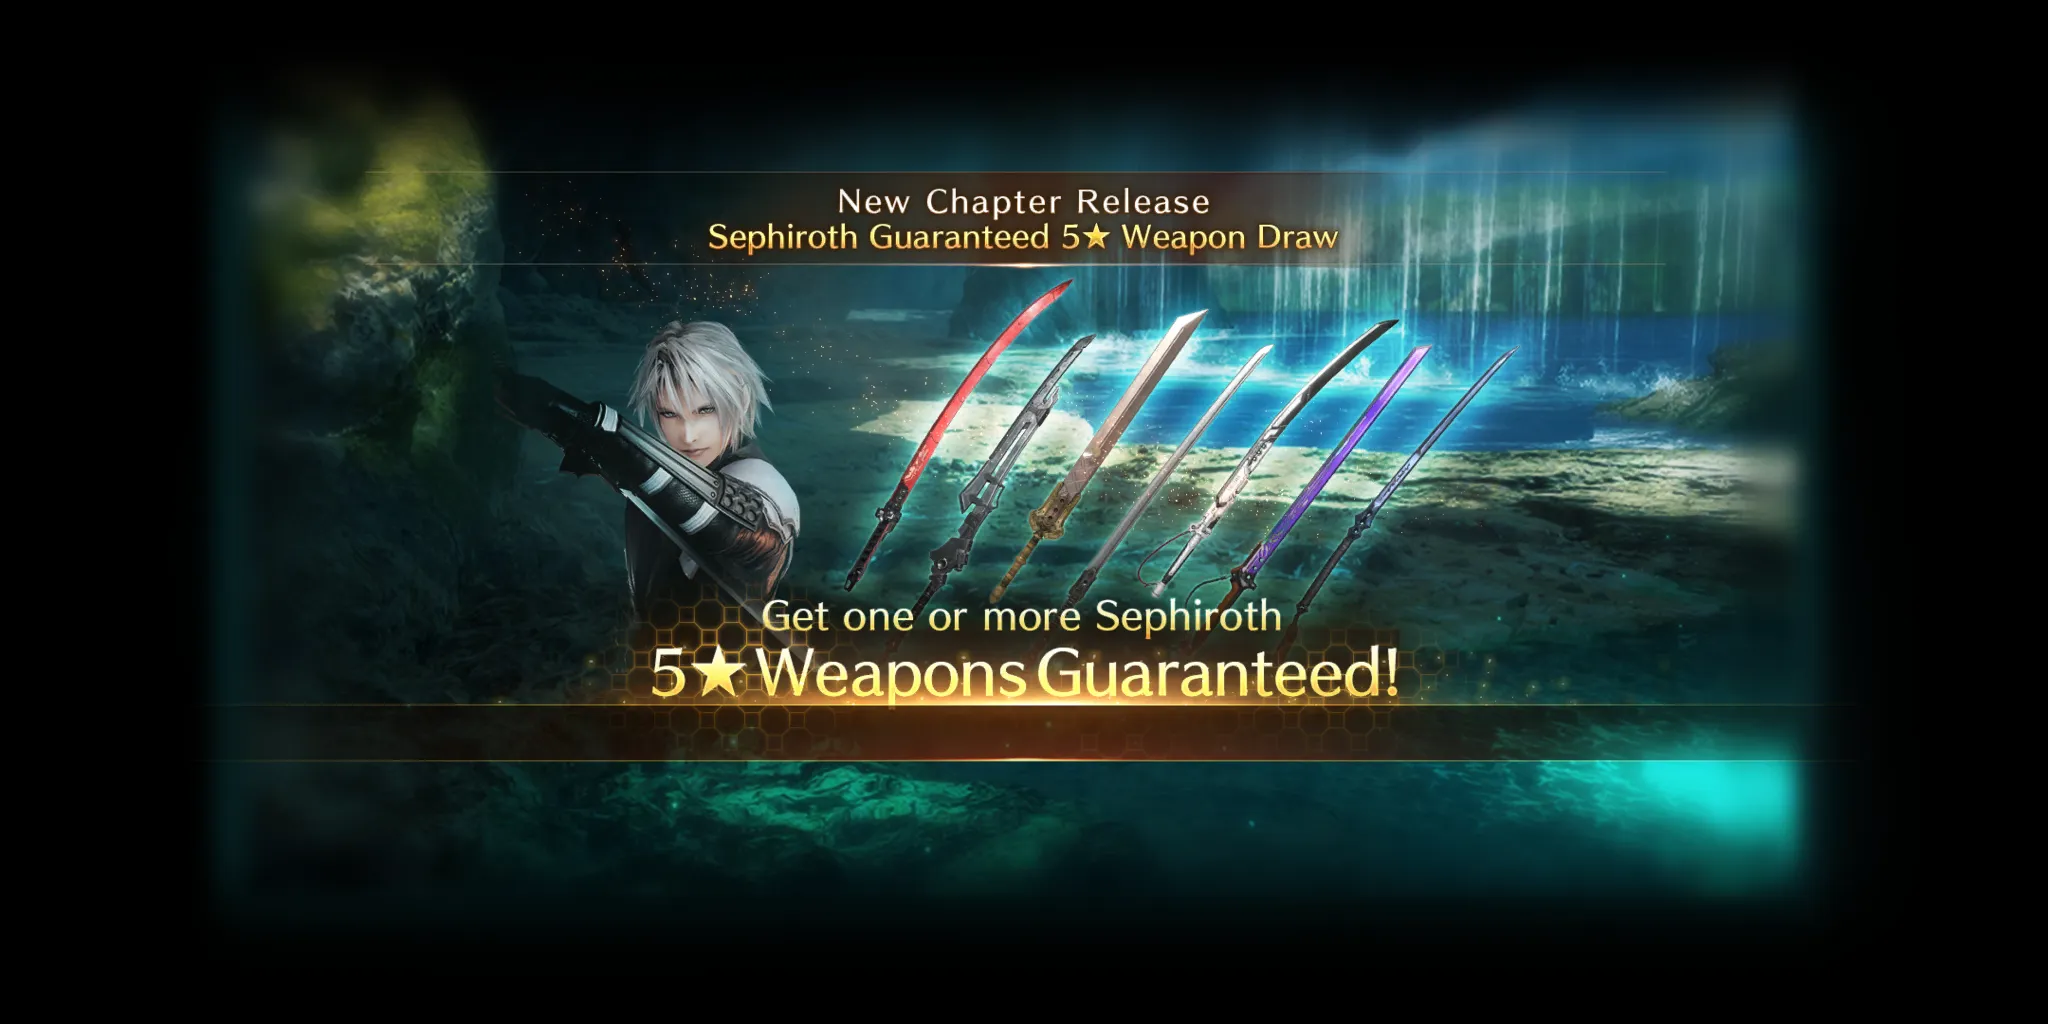 New Chapter Release
Sephiroth Guaranteed 5★ Weapon Draw
Get one or more Sephiroth
5★Weapons Guaranteed!